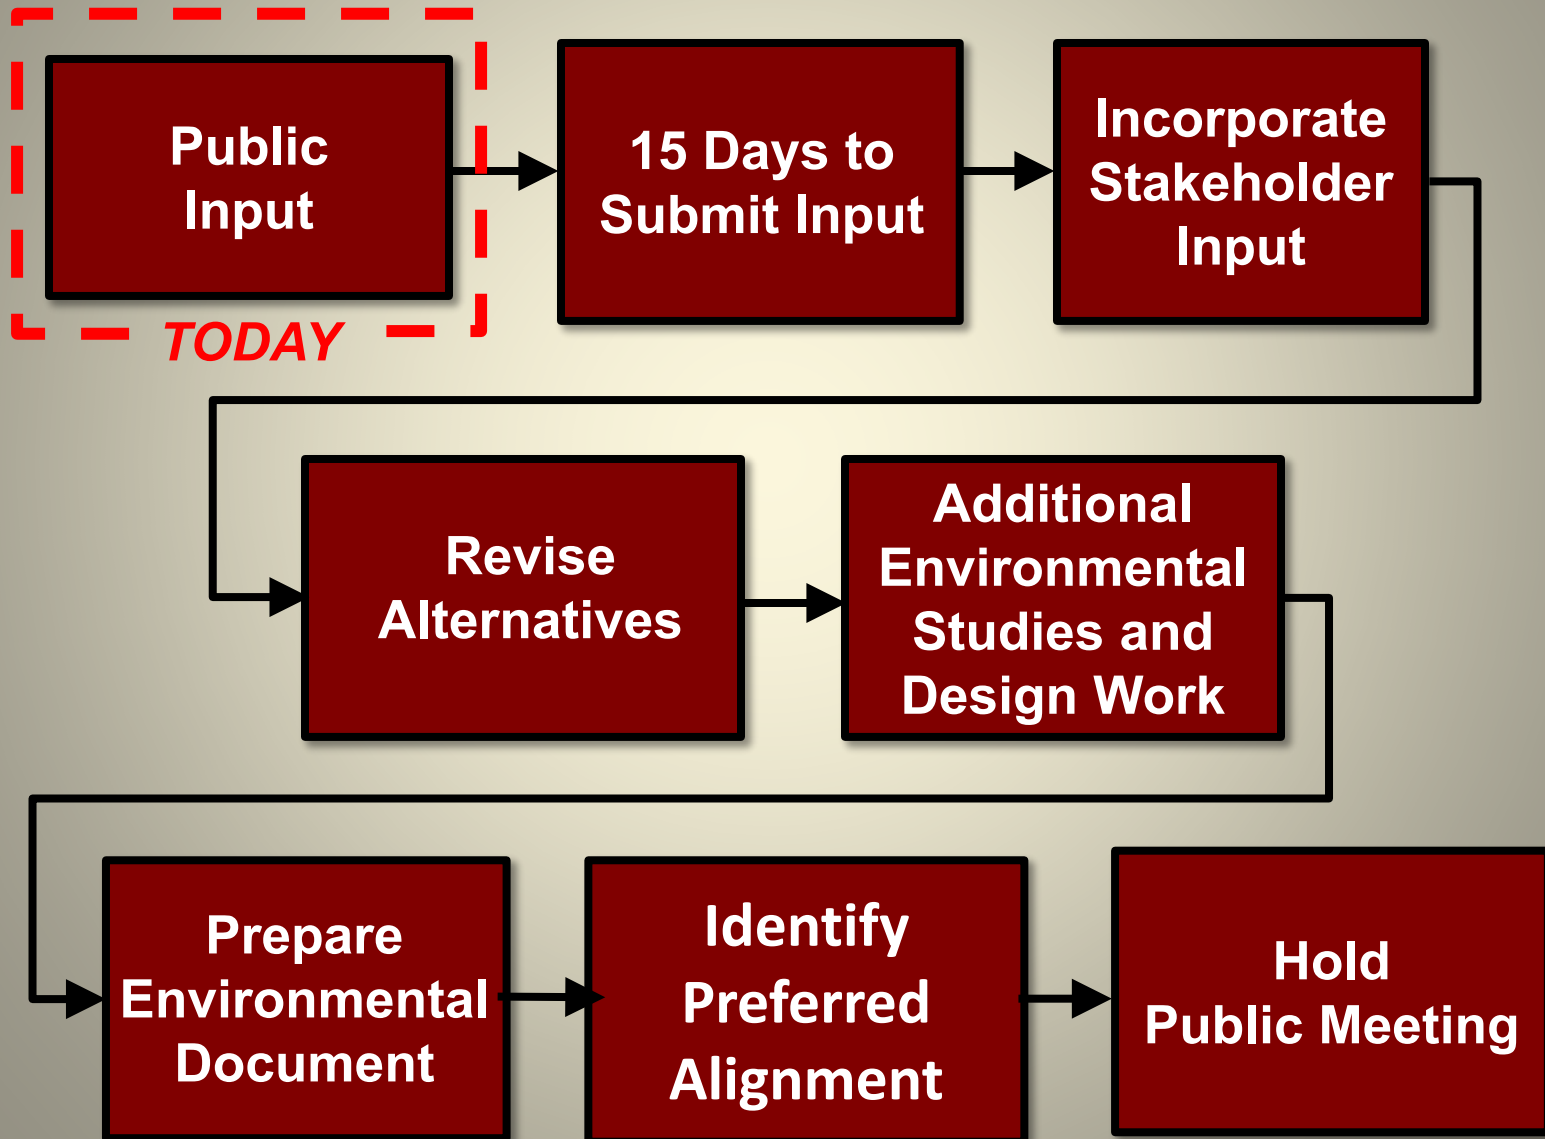 Public
Input
TODAY
15 Days to
Submit Input
Incorporate
Stakeholder
Input
Revise
Alternatives
Additional
Environmental
Studies and
Design Work
Prepare
Environmental
Document
Identify
Preferred
Alignment
Hold
Public Meeting